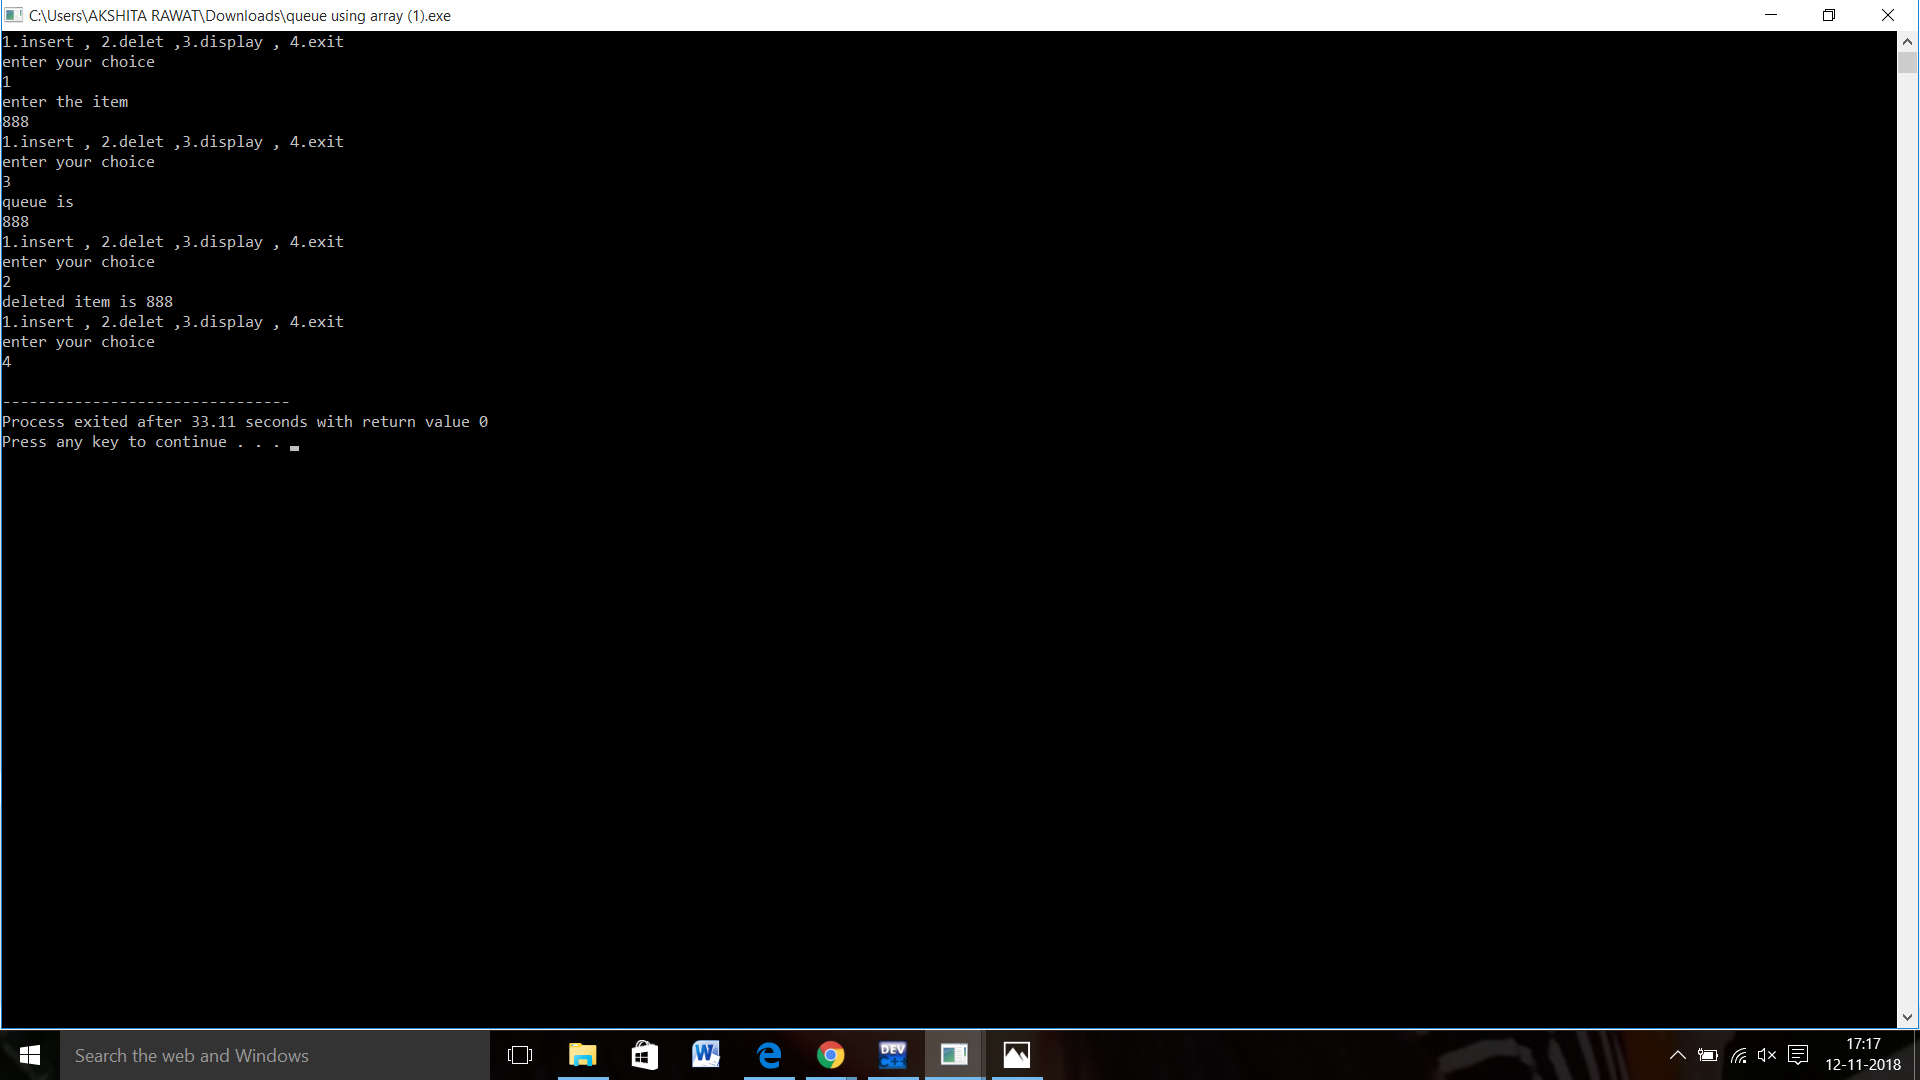 C:\Users\AKSHITA RAWAT\Downloads\queue using array (1).exe
1.insert , 2.delet ,3.display , 4.exit
enter your choice
1
enter the item
888
1.insert , 2.delet ,3.display , 4.exit
enter your choice
3
queue is
888
1.insert , 2.delet ,3.display , 4.exit
enter your choice
2
deleted item is 888
1.insert , 2.delet ,3.display , 4.exit
enter your choice
4
--------------------------------
Process exited after 33.11 seconds with return value 0
Press any key to continue . . .
Search the web and Windows
DEV
17:17
12-11-2018